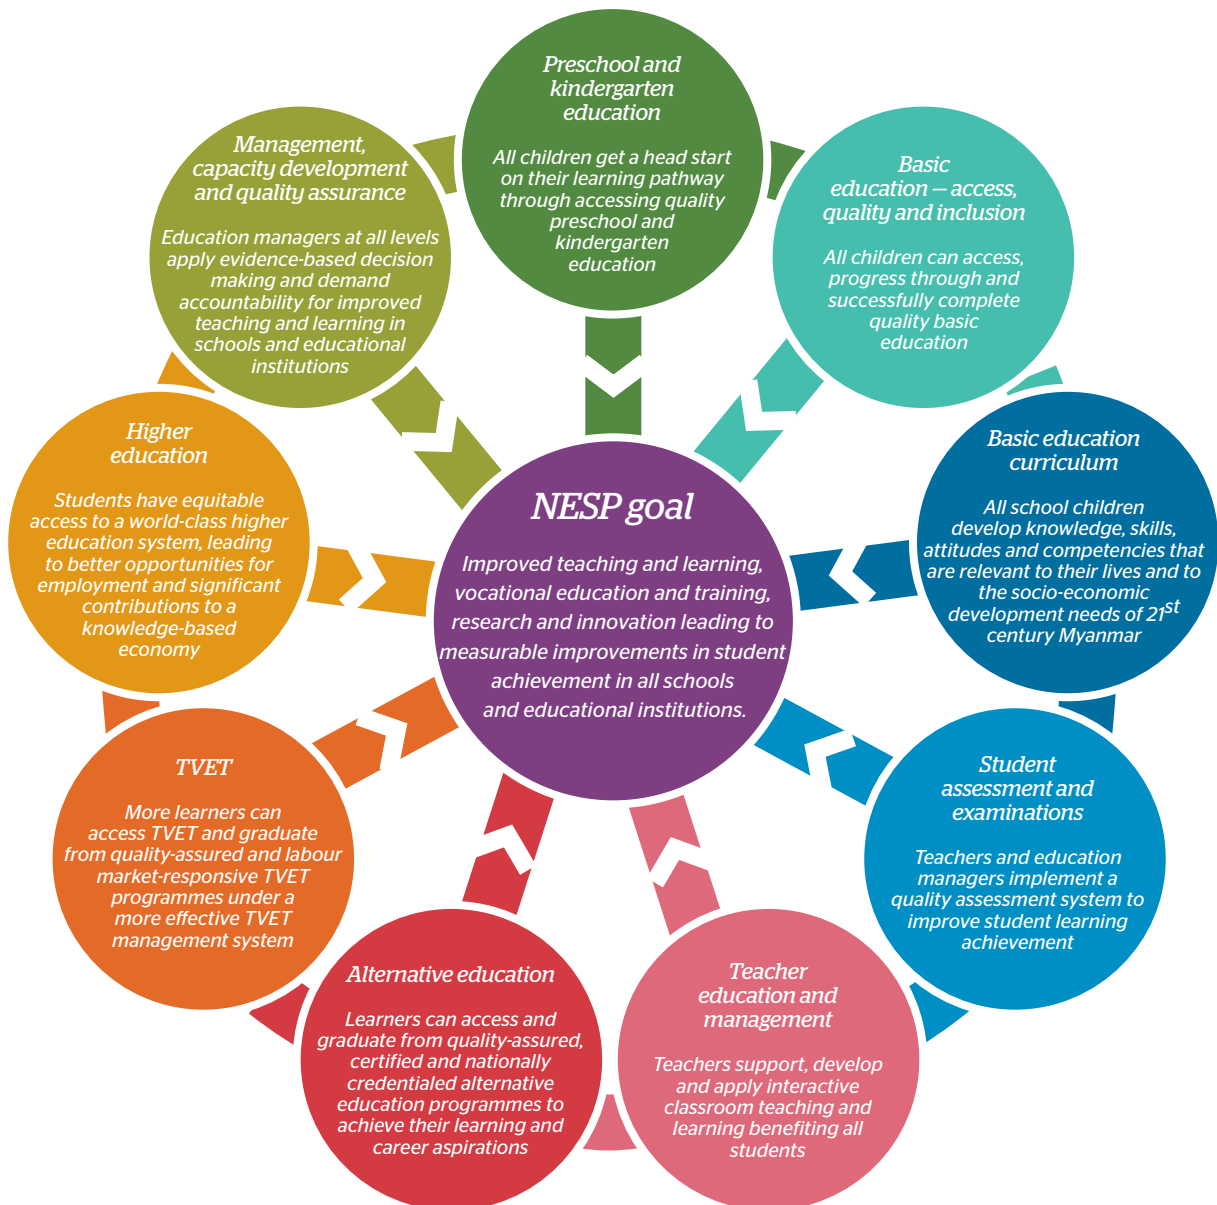 Preschool and
kindergarten
education
All children get a head start
on their learning pathway
through accessing quality
preschool and
kindergarten
education
Basic
education – access,
quality and inclusion
All children can access,
progress through and
successfully complete
quality basic
education
Basic education
curriculum
All school children
develop knowledge, skills,
attitudes and competencies that
are relevant to their lives and to
the socio-economic
development needs of 21st
century Myanmar
Student
assessment and
examinations
Teachers and education
managers implement a
quality assessment system to
improve student learning
achievement
Teacher
education and
management
Teachers support, develop
and apply interactive
classroom teaching and
learning benefiting all
students
Alternative education
Learners can access and
graduate from quality-assured,
certified and nationally
credentialed alternative
education programmes to
achieve their learning and
career aspirations
TVET
More learners can
access TVET and graduate
from quality-assured and labour
market-responsive TVET
programmes under a
more effective TVET
management system
Higher
education
Students have equitable
access to a world-class higher
education system, leading
to better opportunities for
employment and significant
contributions to a
knowledge-based
economy
Management,
capacity development
and quality assurance
Education managers at all levels
apply evidence-based decision
making and demand
accountability for improved
teaching and learning in
schools and educational
institutions
NESP goal
Improved teaching and learning,
vocational education and training,
research and innovation leading to
measurable improvements in student
achievement in all schools
and educational institutions.